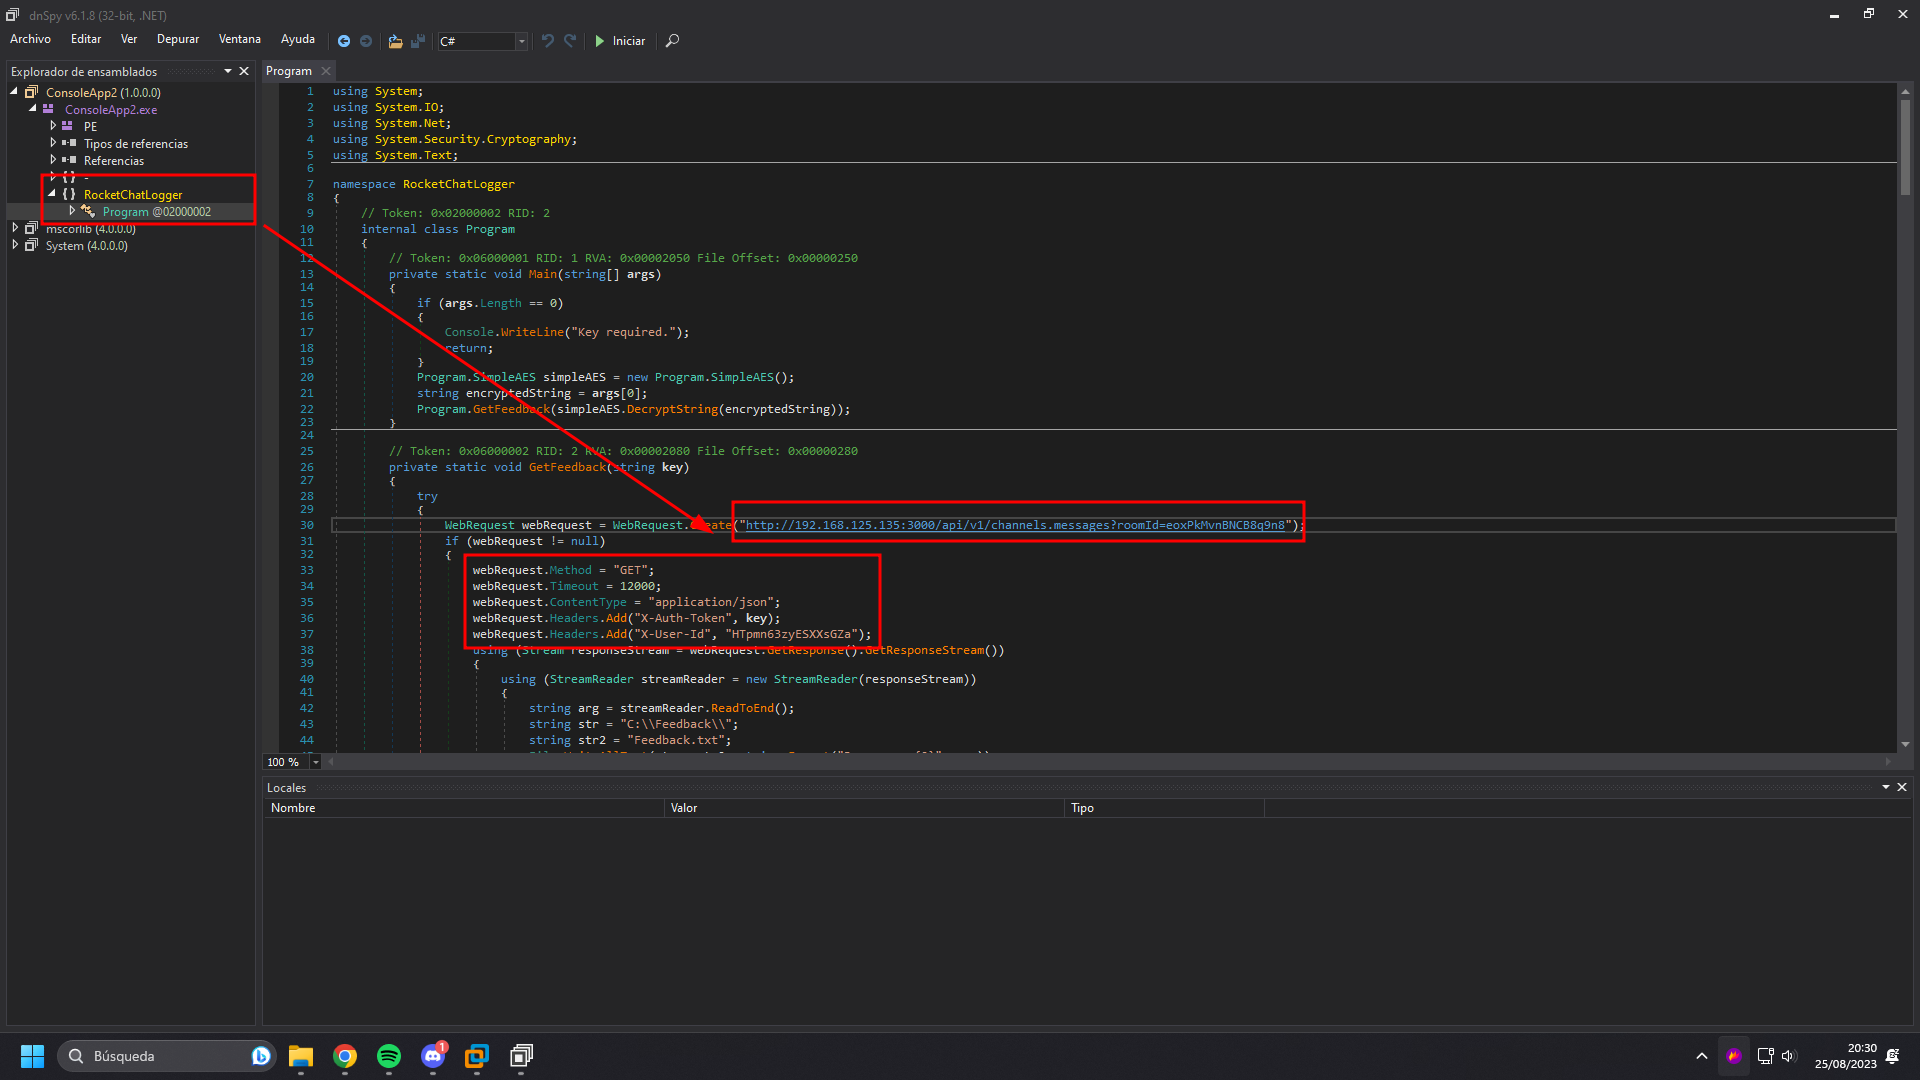 dnSpy v6.1.8 (32-bit, .NET)
Archivo Editar Ver Depurar Ventana Ayuda C# Iniciar
Explorador de ensamblados
ConsoleApp2 (1.0.0.0)
ConsoleApp2.exe
PE
Tipos de referencias
Referencias
{ } -
{ } RocketChatLogger
Program @02000002
mscorlib (4.0.0.0)
System (4.0.0.0)
Program
1 using System;
2 using System.IO;
3 using System.Net;
4 using System.Security.Cryptography;
5 using System.Text;
6
7 namespace RocketChatLogger
8 {
9 // Token: 0x02000002 RID: 2
10 internal class Program
11 {
12 // Token: 0x06000001 RID: 1 RVA: 0x00002050 File Offset: 0x00000250
13 private static void Main(string[] args)
14 {
15 if (args.Length == 0)
16 {
17 Console.WriteLine("Key required.");
18 return;
19 }
20 Program.SimpleAES simpleAES = new Program.SimpleAES();
21 string encryptedString = args[0];
22 Program.GetFeedback(simpleAES.DecryptString(encryptedString));
23 }
24
25 // Token: 0x06000002 RID: 2 RVA: 0x00002080 File Offset: 0x00000280
26 private static void GetFeedback(string key)
27 {
28 try
29 {
30 WebRequest webRequest = WebRequest.Create("http://192.168.125.135:3000/api/v1/channels.messages?roomId=eoxPkMvnBNCB8q9n8");
31 if (webRequest != null)
32 {
33 webRequest.Method = "GET";
34 webRequest.Timeout = 12000;
35 webRequest.ContentType = "application/json";
36 webRequest.Headers.Add("X-Auth-Token", key);
37 webRequest.Headers.Add("X-User-Id", "HTpmn63zyESXXsGZa");
38 using (Stream responseStream = webRequest.GetResponse().GetResponseStream())
39 {
40 using (StreamReader streamReader = new StreamReader(responseStream))
41 {
42 string arg = streamReader.ReadToEnd();
43 string str = "C:\\Feedback\\";
44 string str2 = "Feedback.txt";
100 %
Locales
Nombre Valor Tipo
Búsqueda
1
20:30
25/08/2023